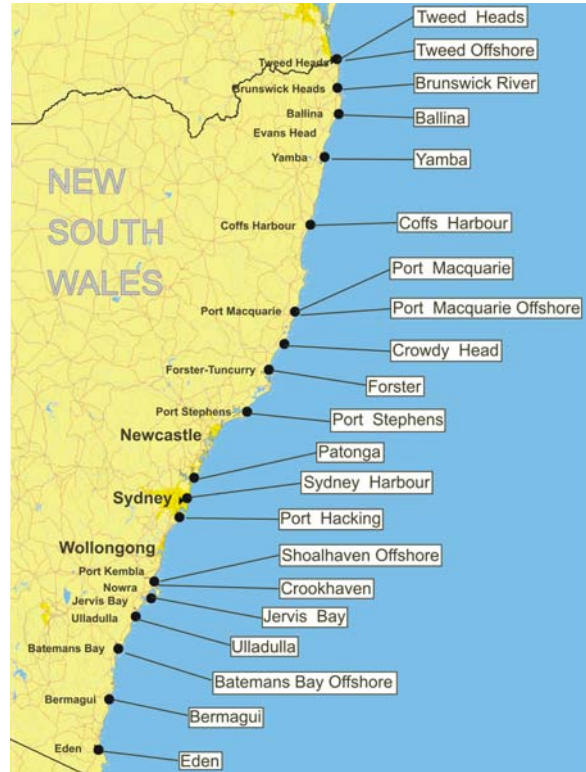 Tweed Heads
Tweed Offshore
Tweed Heads
Brunswick River
Brunswick Heads
Ballina
Ballina
Evans Head
Yamba
Yamba
NEW
SOUTH
WALES
Coffs Harbour
Coffs Harbour
Port Macquarie
Port Macquarie Offshore
Port Macquarie
Crowdy Head
Forster-Tuncurry
Forster
Port Stephens
Port Stephens
Newcastle
Patonga
Sydney Harbour
Sydney
Port Hacking
Wollongong
Shoalhaven Offshore
Port Kembla
Crookhaven
Nowra
Jervis Bay
Jervis Bay
Ulladulla
Ulladulla
Batemans Bay
Batemans Bay Offshore
Bermagui
Bermagui
Eden
Eden